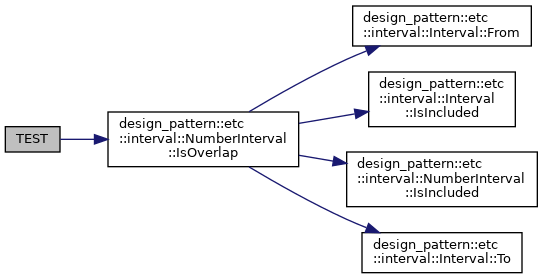 TEST
design_pattern::etc
::interval::NumberInterval
::IsOverlap
design_pattern::etc
::interval::Interval::From
design_pattern::etc
::interval::Interval
::IsIncluded
design_pattern::etc
::interval::NumberInterval
::IsIncluded
design_pattern::etc
::interval::Interval::To